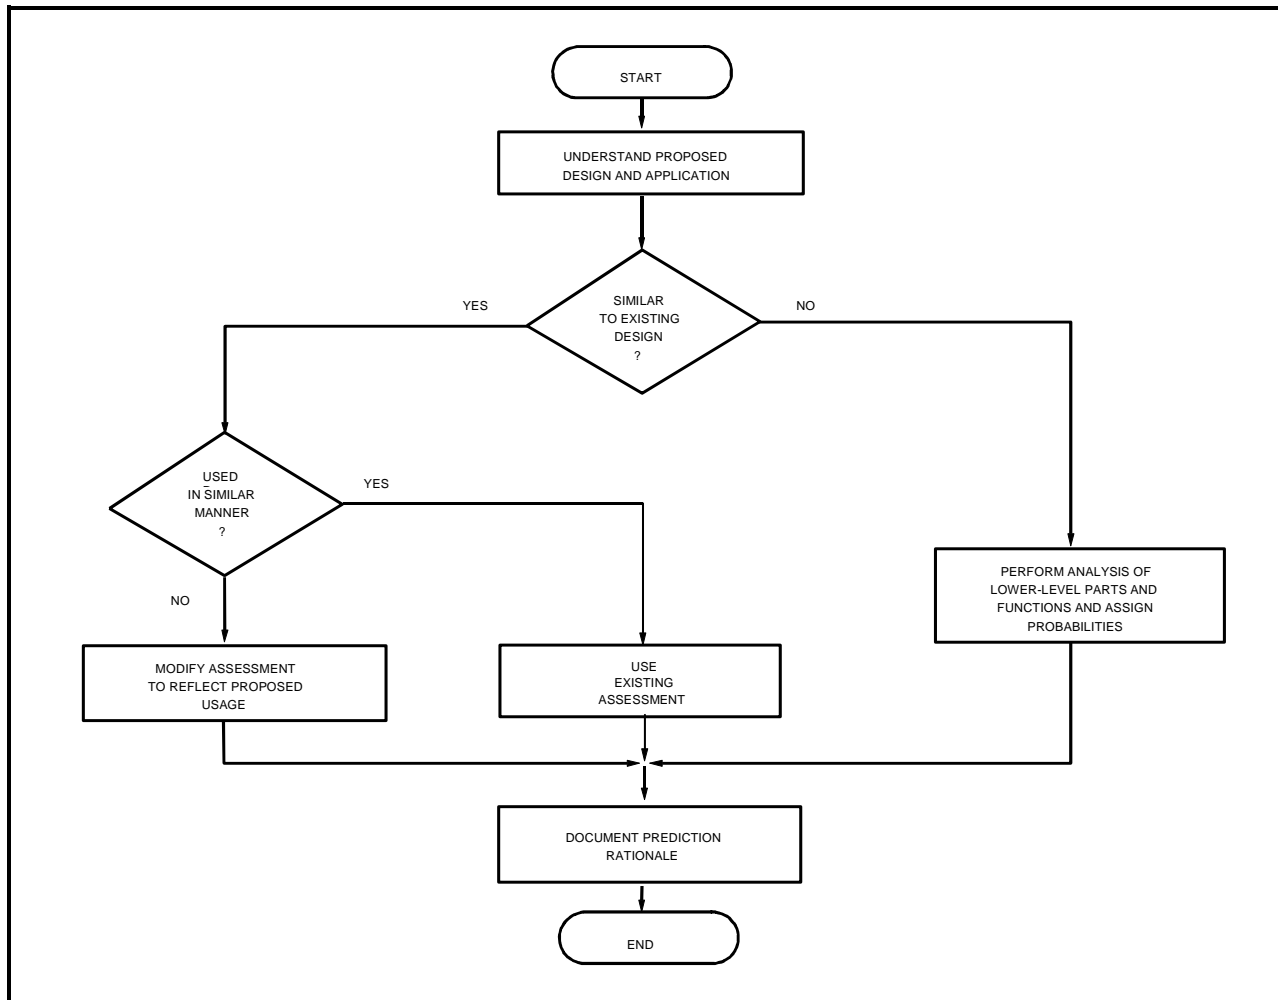 START
UNDERSTAND PROPOSED
DESIGN AND APPLICATION
SIMILAR
TO EXISTING
DESIGN
?
YES
NO
USED
IN SIMILAR
MANNER
?
YES
NO
MODIFY ASSESSMENT
TO REFLECT PROPOSED
USAGE
USE
EXISTING
ASSESSMENT
PERFORM ANALYSIS OF
LOWER-LEVEL PARTS AND
FUNCTIONS AND ASSIGN
PROBABILITIES
DOCUMENT PREDICTION
RATIONALE
END